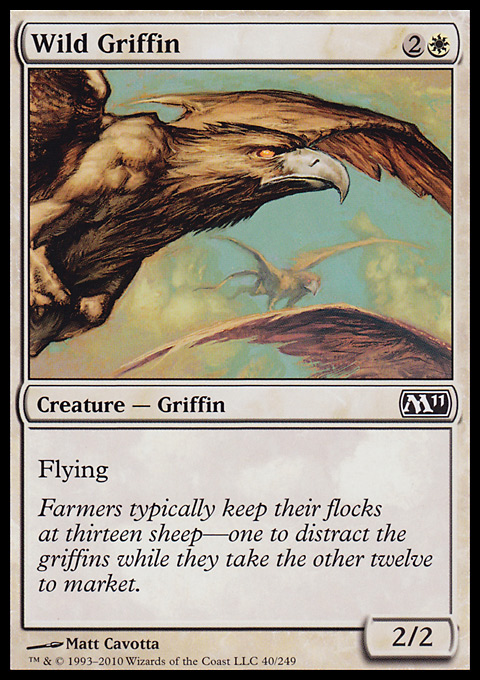 Wild Griffin 2
Creature — Griffin M11
Flying
Farmers typically keep their flocks
at thirteen sheep—one to distract the
griffins while they take the other twelve
to market.
2/2
Matt Cavotta
™ & © 1993–2010 Wizards of the Coast LLC 40/249